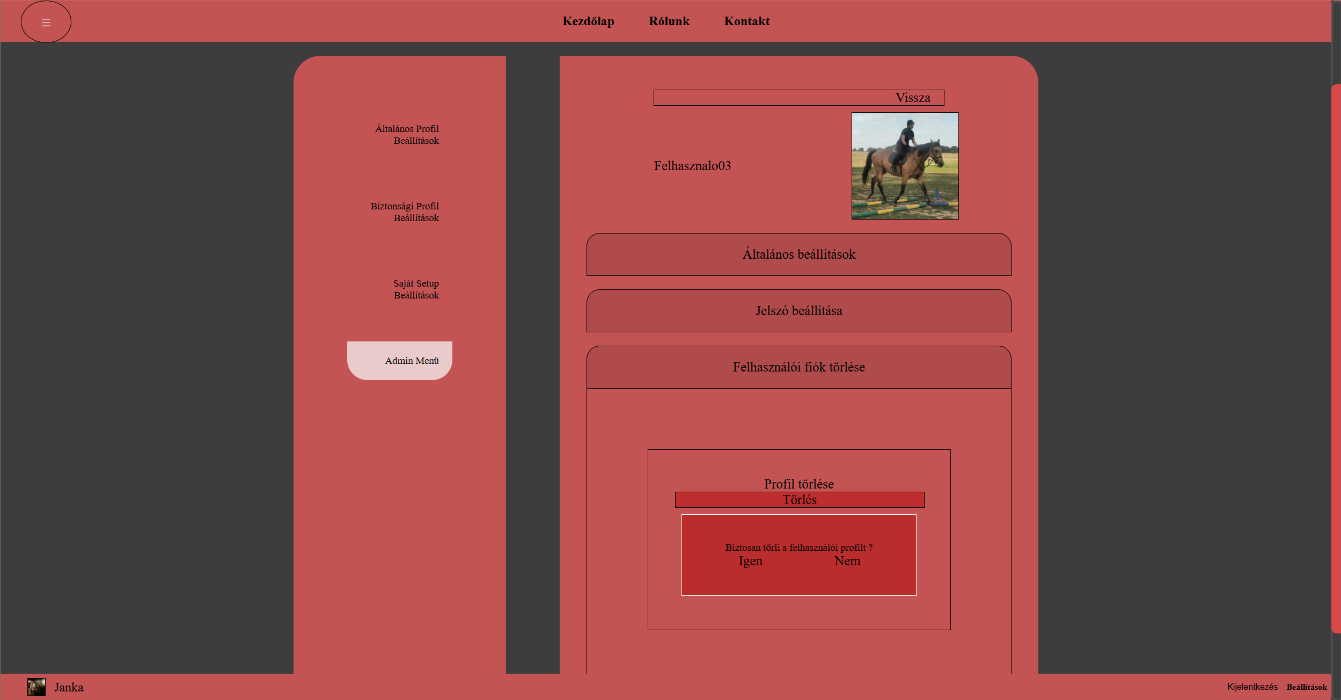 Kezdőlap Rólunk Kontakt
Általános Profil
Beállítások
Biztonsági Profil
Beállítások
Saját Setup
Beállítások
Admin Menü
Vissza
Felhasznalo03
Általános beállítások
Jelszó beállítása
Felhasználói fiók törlése
Profil törlése
Törlés
Biztosan törli a felhasználói profilt ?
Igen Nem
Janka
Kijelentkezés Beállítások